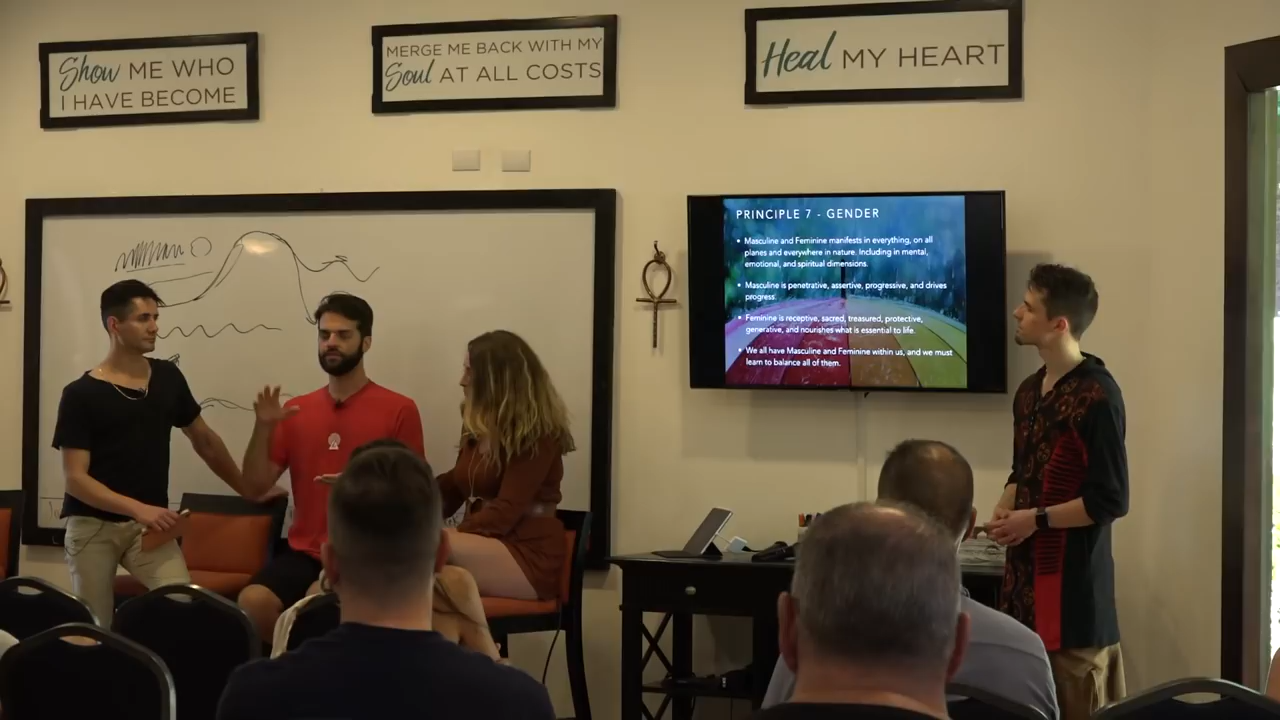 Show ME WHO
I HAVE BECOME
MERGE ME BACK WITH MY
Soul AT ALL COSTS
Heal MY HEART
PRINCIPLE 7 - GENDER
• Masculine and Feminine manifests in everything, on all
planes and everywhere in nature. Including in mental,
emotional, and spiritual dimensions.
• Masculine is penetrative, assertive, progressive, and drives
progress.
• Feminine is receptive, sacred, treasured, protective,
generative, and nourishes what is essential to life.
• We all have Masculine and Feminine within us, and we must
learn to balance all of them.